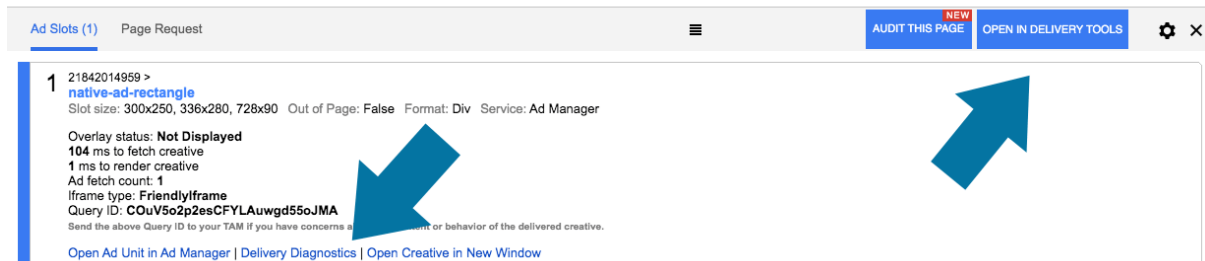 Ad Slots (1) Page Request AUDIT THIS PAGE NEW OPEN IN DELIVERY TOOLS
1 21842014959 >
native-ad-rectangle
Slot size: 300x250, 336x280, 728x90 Out of Page: False Format: Div Service: Ad Manager
Overlay status: Not Displayed
104 ms to fetch creative
1 ms to render creative
Ad fetch count: 1
Iframe type: FriendlyIframe
Query ID: COuV5o2p2esCFYLAuwgd55oJMA
Send the above Query ID to your TAM if you have concerns or behavior of the delivered creative.
Open Ad Unit in Ad Manager | Delivery Diagnostics | Open Creative in New Window